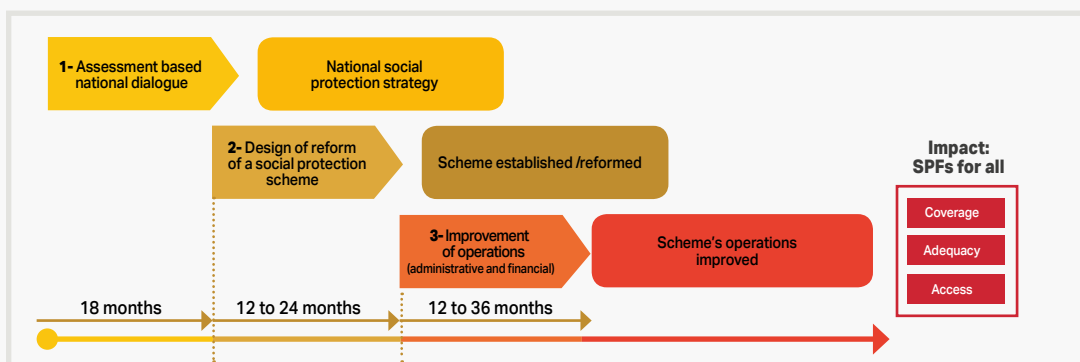 1- Assessment based
national dialogue
National social
protection strategy
2- Design of reform
of a social protection
scheme
Scheme established /reformed
Impact:
SPFs for all
Coverage
Adequacy
Access
3- Improvement
of operations
(administrative and financial)
Scheme's operations
improved
18 months
12 to 24 months
12 to 36 months